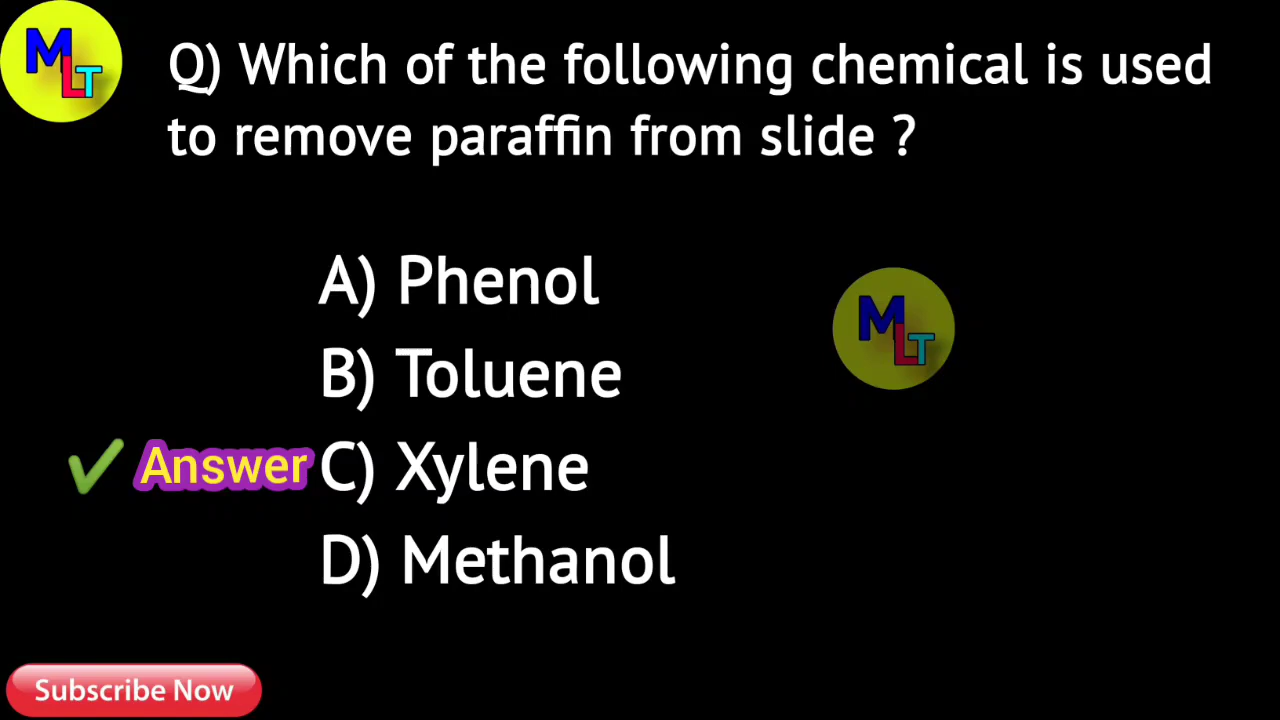 MLT
Q) Which of the following chemical is used
to remove paraffin from slide ?
A) Phenol
B) Toluene
MLT
✔ Answer C) Xylene
D) Methanol
Subscribe Now